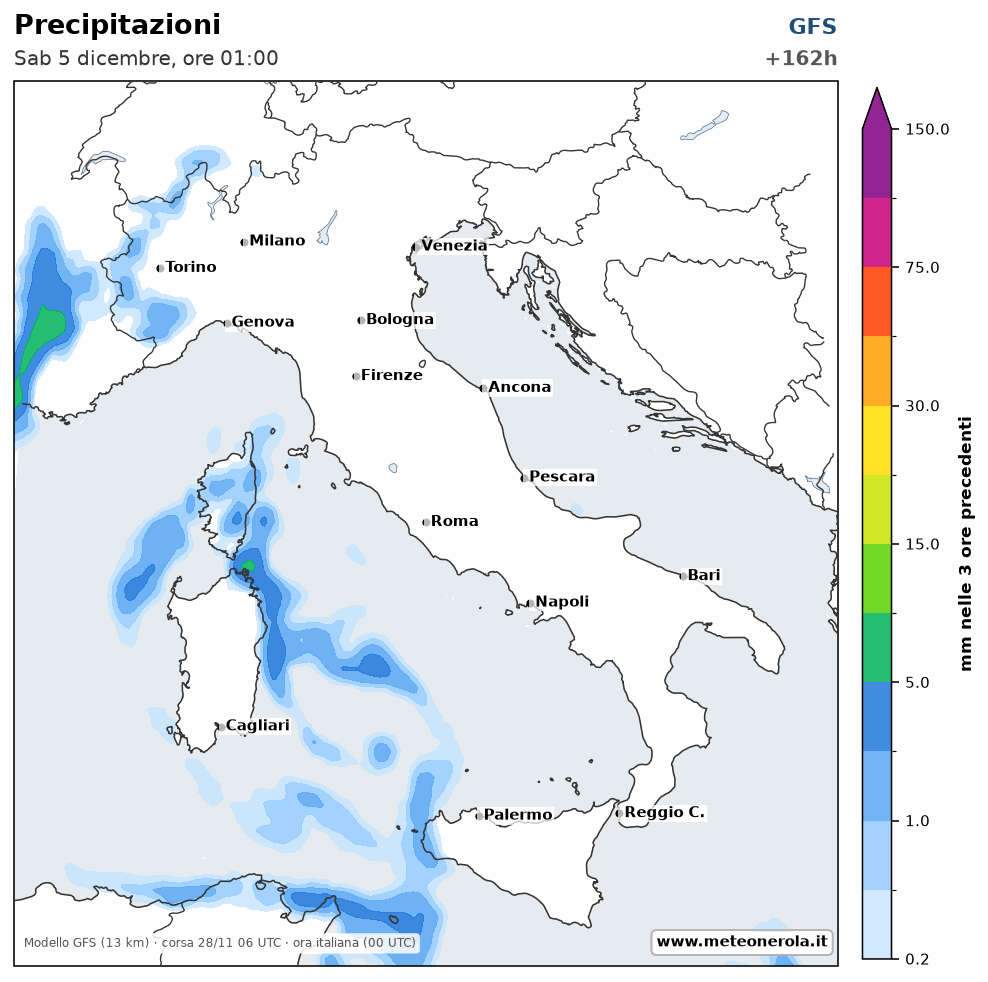 Precipitazioni
GFS
Sab 5 dicembre, ore 01:00
+162h
150.0
75.0
30.0
15.0
5.0
1.0
0.2
mm nelle 3 ore precedenti
Milano
Venezia
Torino
Genova
Bologna
Firenze
Ancona
Pescara
Roma
Bari
Napoli
Cagliari
Palermo
Reggio C.
Modello GFS (13 km) · corsa 28/11 06 UTC · ora italiana (00 UTC)
www.meteonerola.it